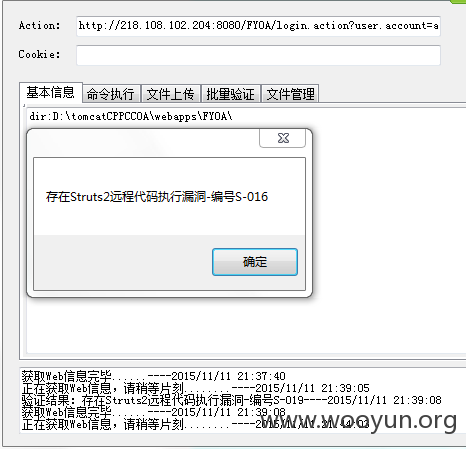 Action: http://218.108.102.204:8080/FYOA/login.action?user.account=a
Cookie:
基本信息 命令执行 文件上传 批量验证 文件管理
dir:D:\tomcatCPPCCOA\webapps\FYOA\
存在Struts2远程代码执行漏洞-编号S-016
确定
获取Web信息完毕......----2015/11/11 21:37:40
正在获取Web信息,请稍等片刻........----2015/11/11 21:39:05
验证结果:存在Struts2远程代码执行漏洞-编号S-019----2015/11/11 21:39:08
获取Web信息完毕......----2015/11/11 21:39:08
正在获取Web信息,请稍等片刻........----2015/11/11
www.wooyun.org